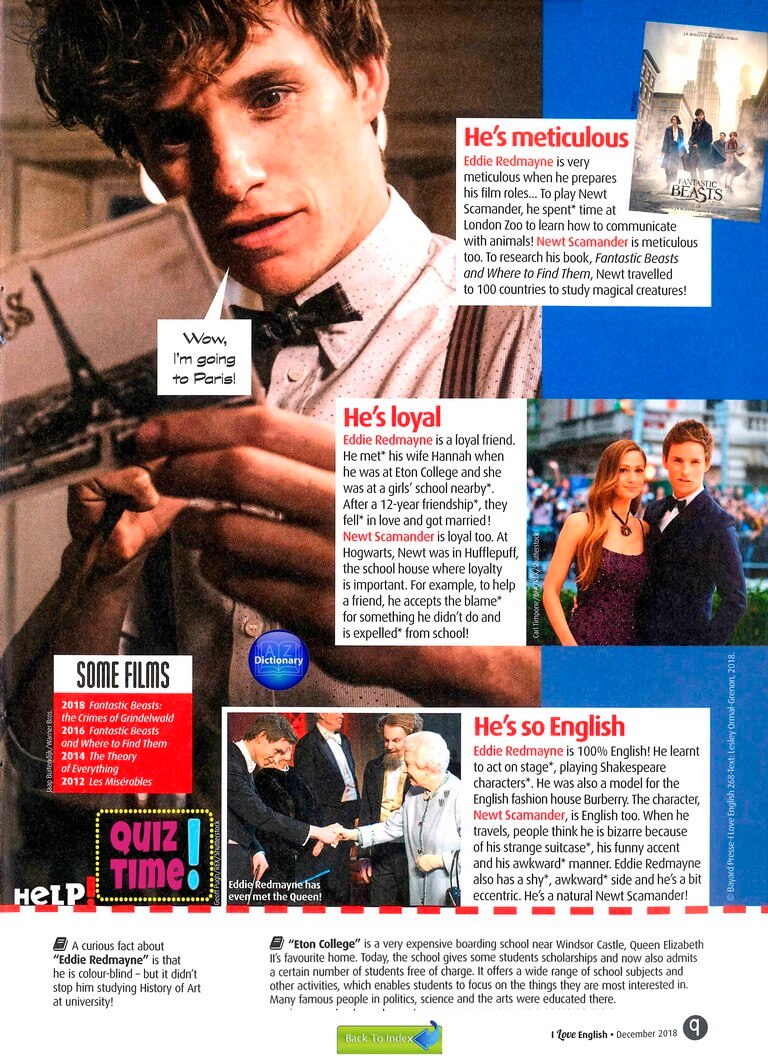 He's meticulous
Eddie Redmayne is very
meticulous when he prepares
his film roles... To play Newt
Scamander, he spent* time at
London Zoo to learn how to communicate
with animals! Newt Scamander is meticulous
too. To research his book, Fantastic Beasts
and Where to Find Them, Newt travelled
to 100 countries to study magical creatures!
FANTASTIC
BEASTS
Wow,
I'm going
to Paris!
He's loyal
Eddie Redmayne is a loyal friend.
He met* his wife Hannah when
he was at Eton College and she
was at a girls' school nearby*.
After a 12-year friendship*, they
fell* in love and got married!
Newt Scamander is loyal too. At
Hogwarts, Newt was in Hufflepuff,
the school house where loyalty
is important. For example, to help
a friend, he accepts the blame*
for something he didn't do and
is expelled* from school!
Carl Timpone/BFA/REX/Shutterstock
A-Z
Dictionary
SOME FILMS
2018 Fantastic Beasts:
the Crimes of Grindelwald
2016 Fantastic Beasts
and Where to Find Them
2014 The Theory
of Everything
2012 Les Misérables
Jaap Buitendijk/Warner Bros.
QUIZ
TIME!
HELP!
Geoff Pugh/REX/Shutterstock
Eddie Redmayne has
even met the Queen!
He's so English
Eddie Redmayne is 100% English! He learnt
to act on stage*, playing Shakespeare
characters*. He was also a model for the
English fashion house Burberry. The character,
Newt Scamander, is English too. When he
travels, people think he is bizarre because
of his strange suitcase*, his funny accent
and his awkward* manner. Eddie Redmayne
also has a shy*, awkward* side and he's a bit
eccentric. He's a natural Newt Scamander!
© Bayard Presse-I Love English 268-Text: Lesley Ormal-Grenon, 2018.
A curious fact about
"Eddie Redmayne" is that
he is colour-blind – but it didn't
stop him studying History of Art
at university!
"Eton College" is a very expensive boarding school near Windsor Castle, Queen Elizabeth
II's favourite home. Today, the school gives some students scholarships and now also admits
a certain number of students free of charge. It offers a wide range of school subjects and
other activities, which enables students to focus on the things they are most interested in.
Many famous people in politics, science and the arts were educated there.
Back To Index
I Love English • December 2018 9